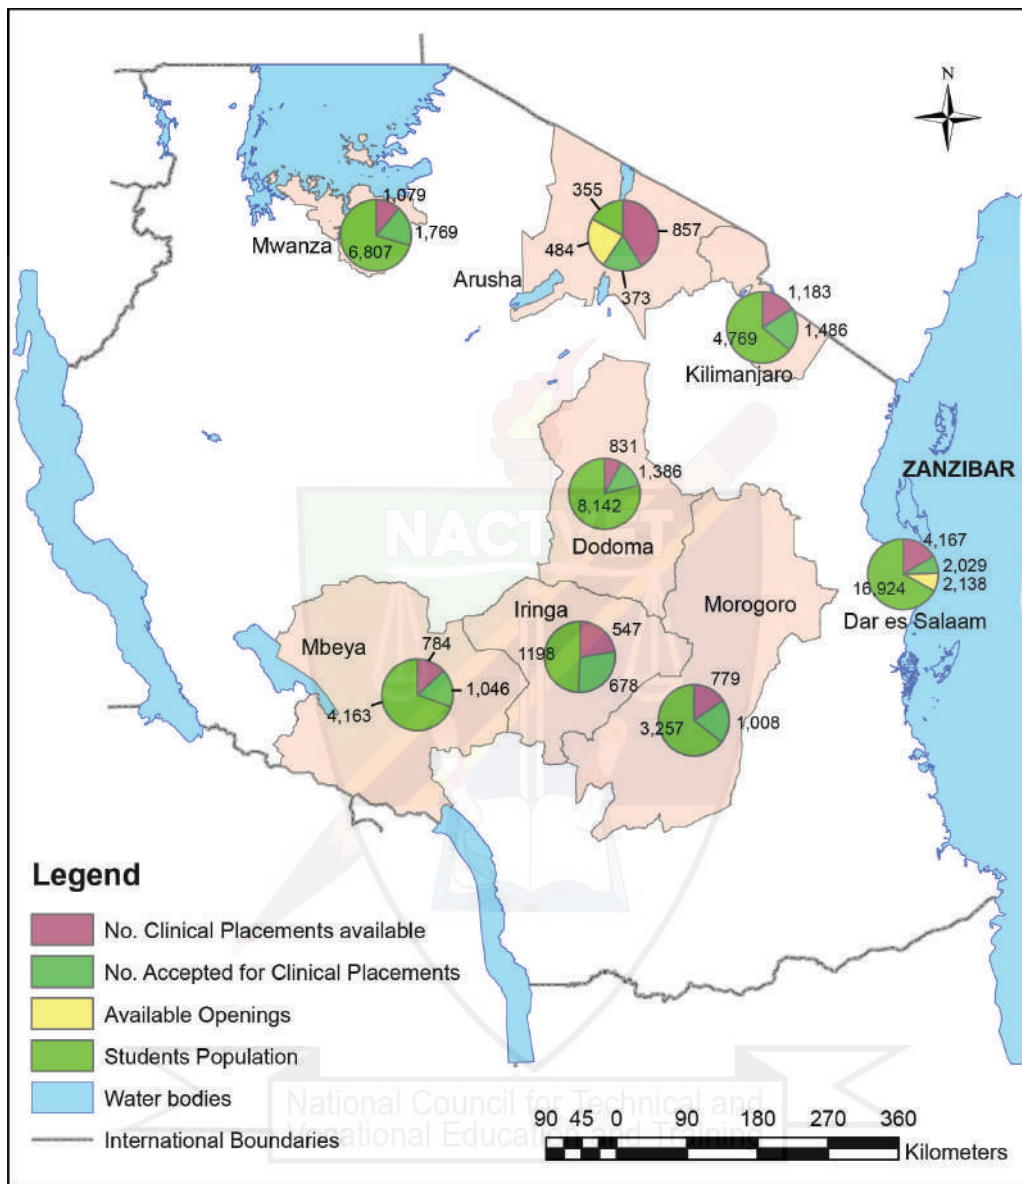 N
1,079
1,769
Mwanza
6,807
355
857
484
Arusha
373
1,183
1,486
4,769
Kilimanjaro
ZANZIBAR
831
1,386
8,142
NACTVET
Dodoma
4,167
2,029
2,138
16,924
Dar es Salaam
Iringa
Morogoro
Mbeya
547
1198
678
784
1,046
4,163
779
1,008
3,257
Legend
No. Clinical Placements available
No. Accepted for Clinical Placements
Available Openings
Students Population
Water bodies
International Boundaries
National Council for Technical and
Vocational Education and Training
90 45 0 90 180 270 360
Kilometers